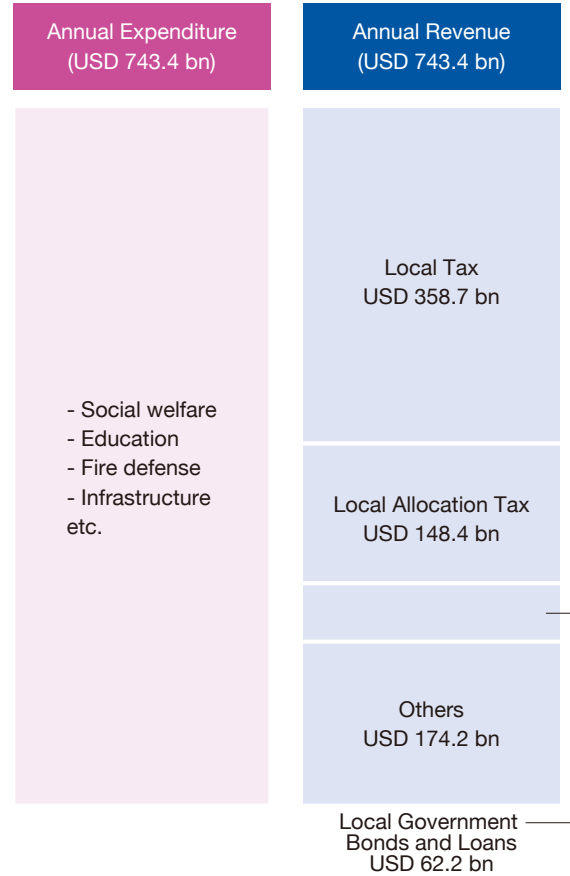 Annual Expenditure
(USD 743.4 bn)
Annual Revenue
(USD 743.4 bn)
- Social welfare
- Education
- Fire defense
- Infrastructure
etc.
Local Tax
USD 358.7 bn
Local Allocation Tax
USD 148.4 bn
Others
USD 174.2 bn
Local Government
Bonds and Loans
USD 62.2 bn